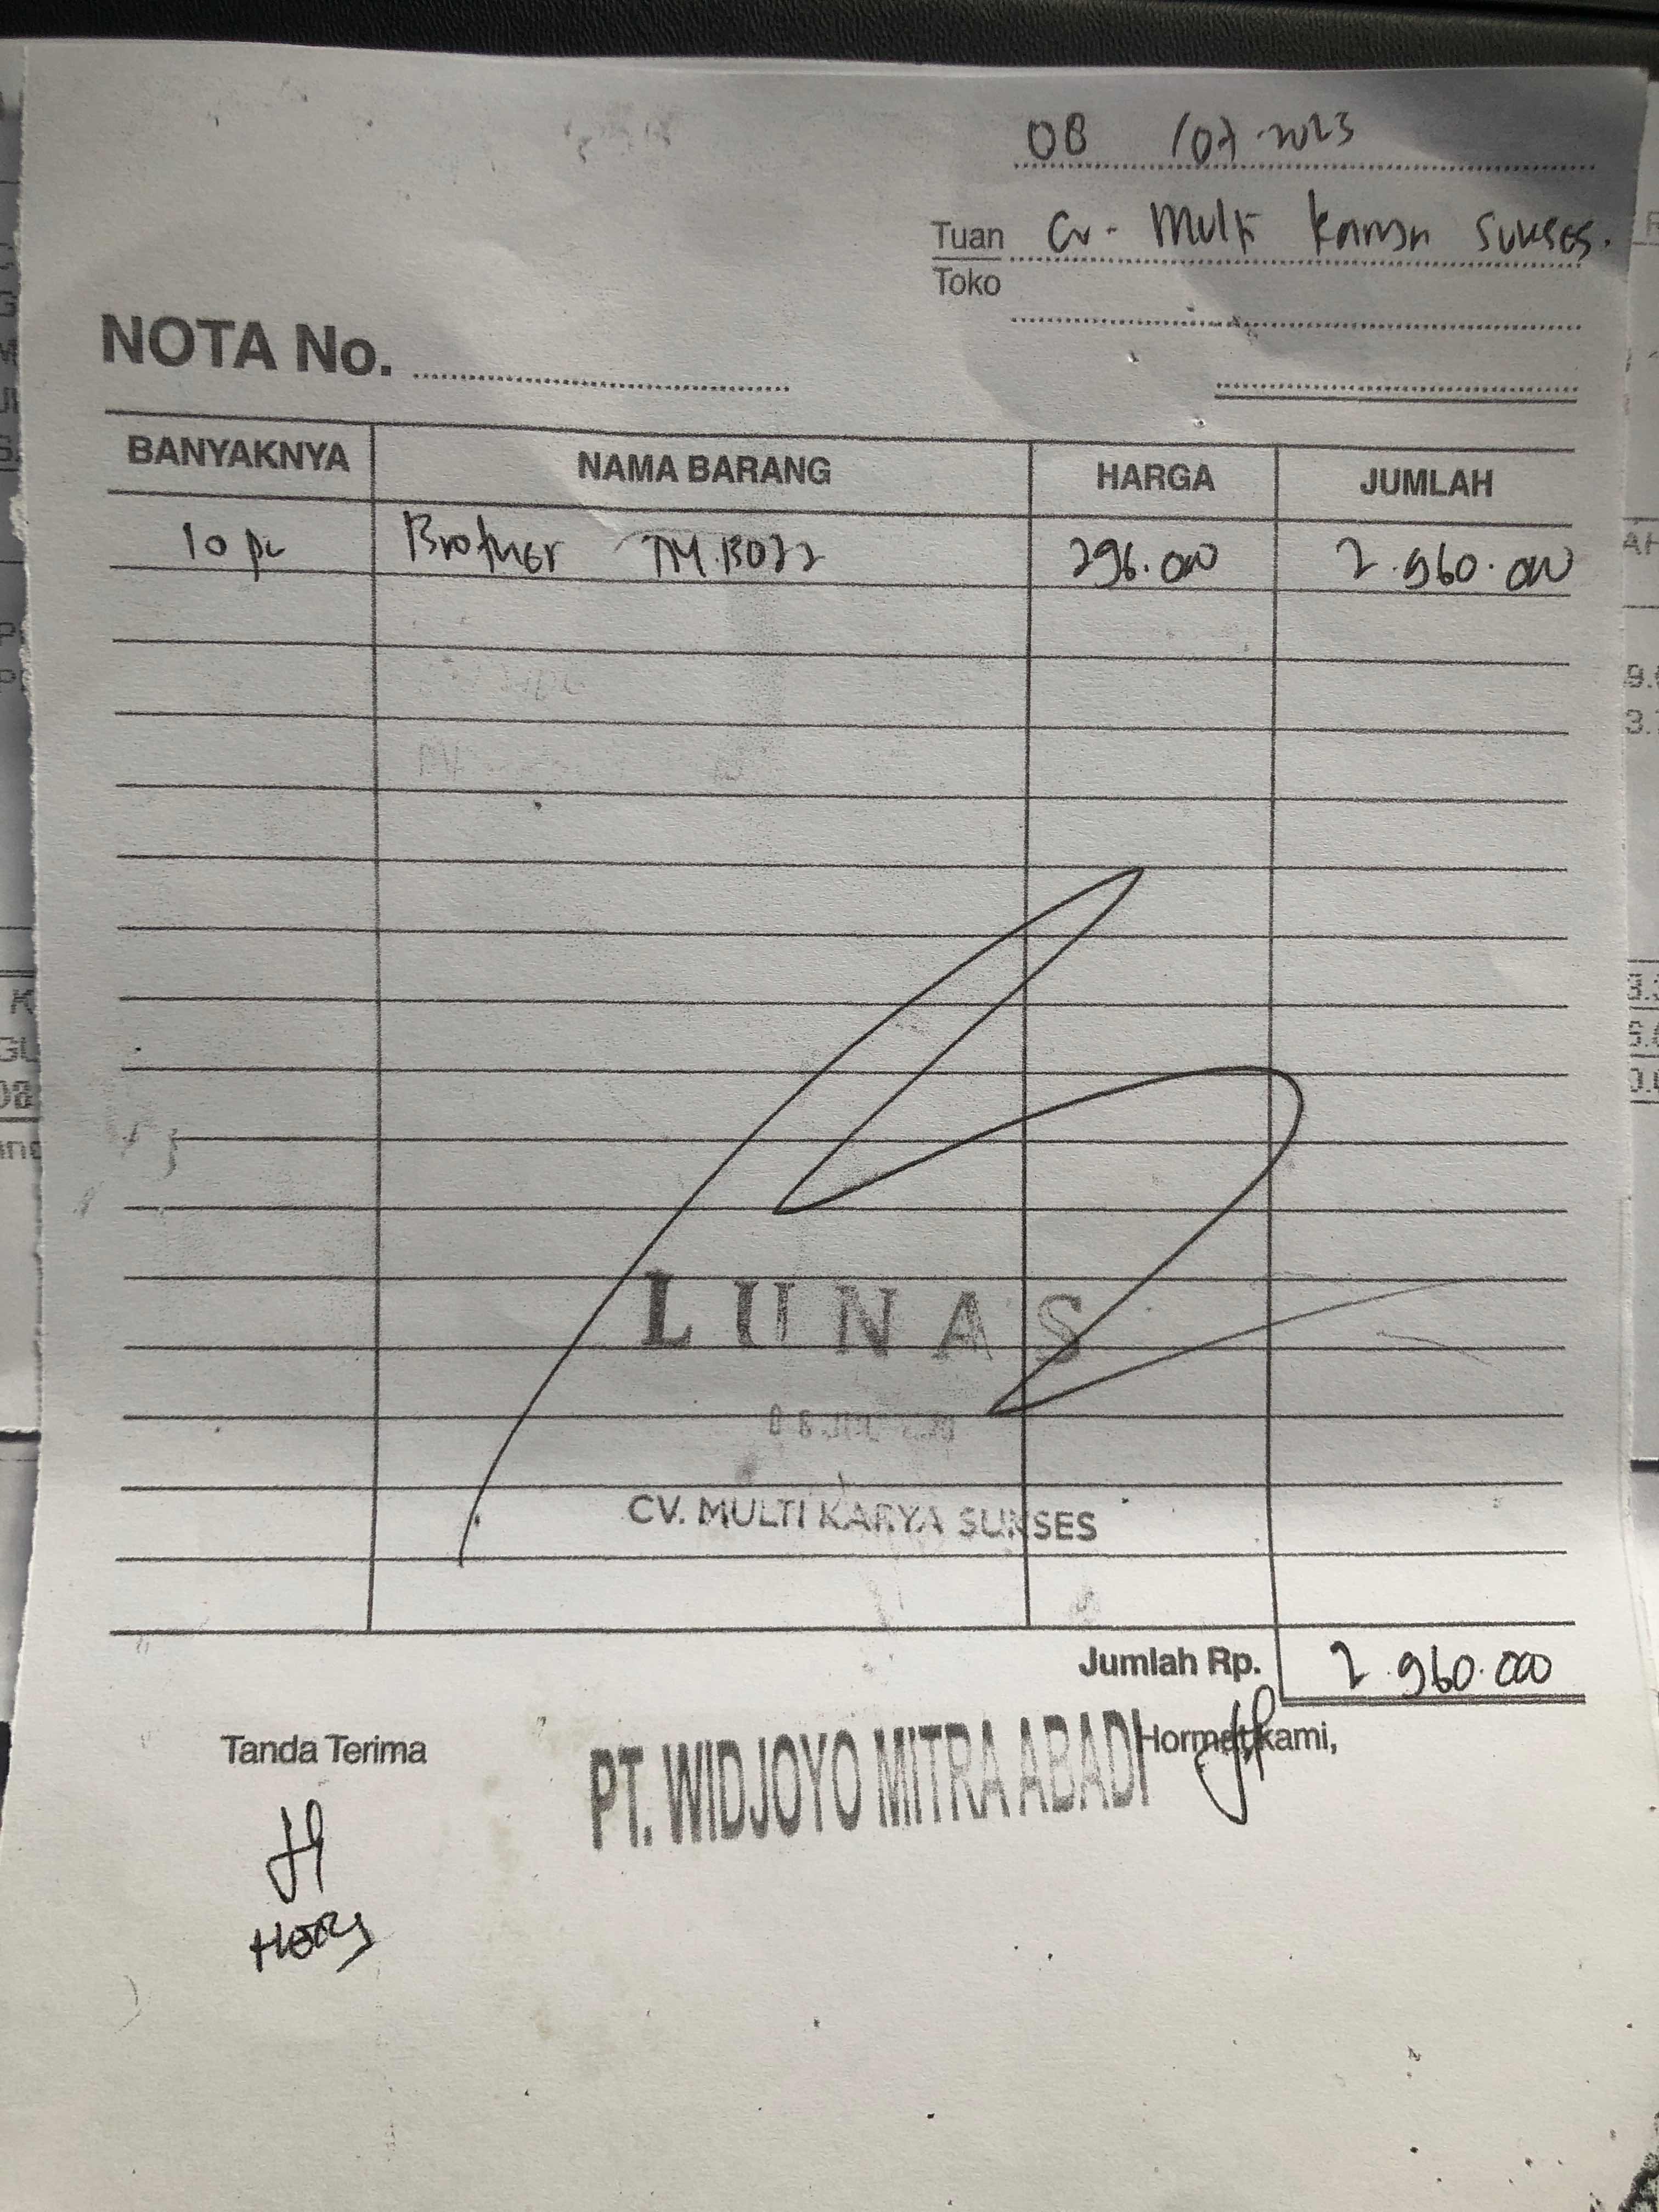 08 /07.2023
Tuan CV. Multi Karya Sukses.
Toko
NOTA No.
BANYAKNYA NAMA BARANG HARGA JUMLAH
10 pc Brother TN.B022 296.000 2.960.000
LUNAS
CV. MULTI KARYA SUKSES
Jumlah Rp. 2.960.000
Tanda Terima Hormat kami,
PT. WIDJOYO MITRA ABADI